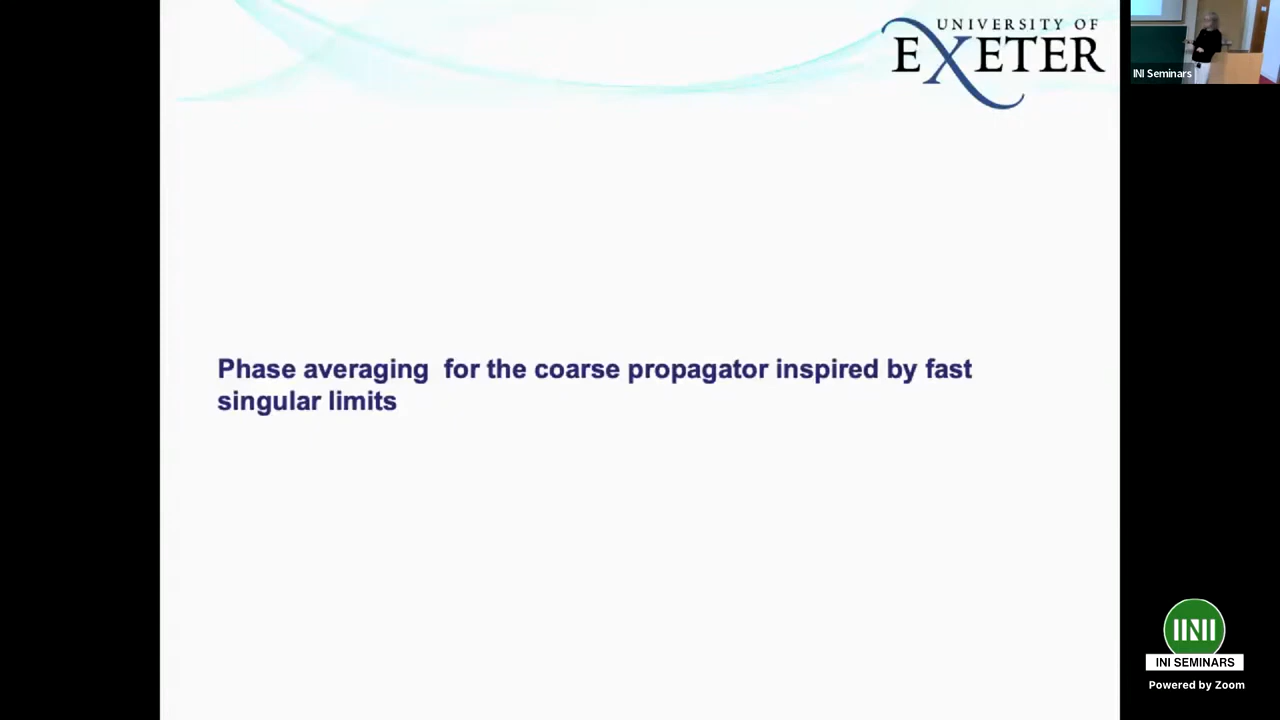 UNIVERSITY OF
EXETER
INI Seminars
Phase averaging for the coarse propagator inspired by fast
singular limits
INI
INI SEMINARS
Powered by Zoom